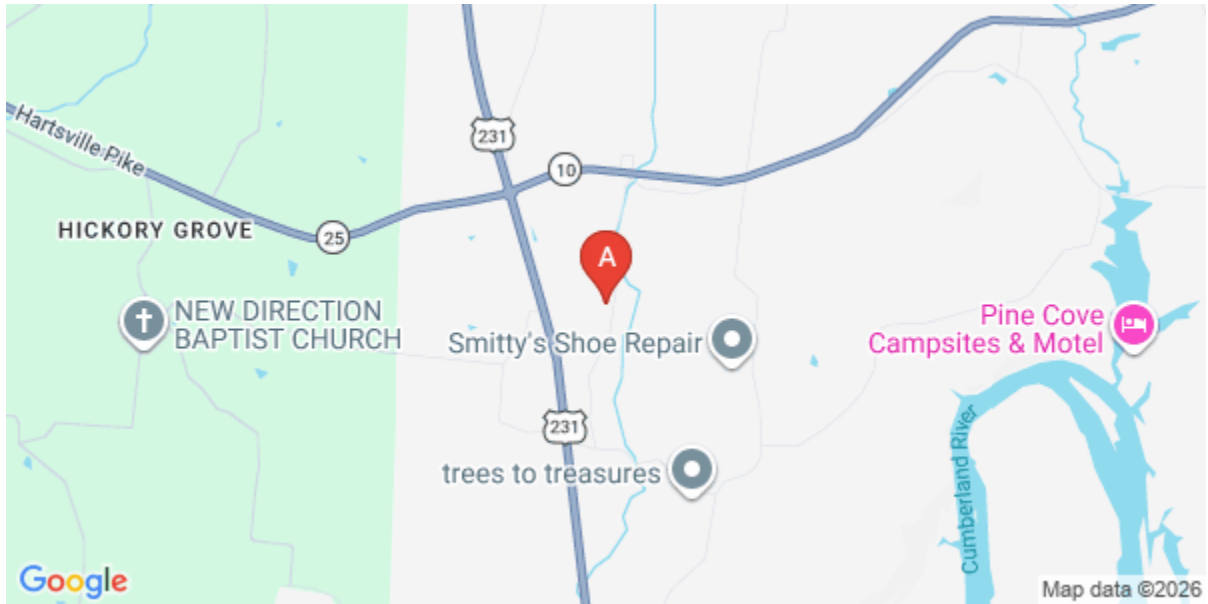 231
10
Hartsville Pike
HICKORY GROVE
25
A
NEW DIRECTION
BAPTIST CHURCH
Smitty's Shoe Repair
Pine Cove
Campsites & Motel
231
trees to treasures
Cumberland River
Google
Map data ©2026